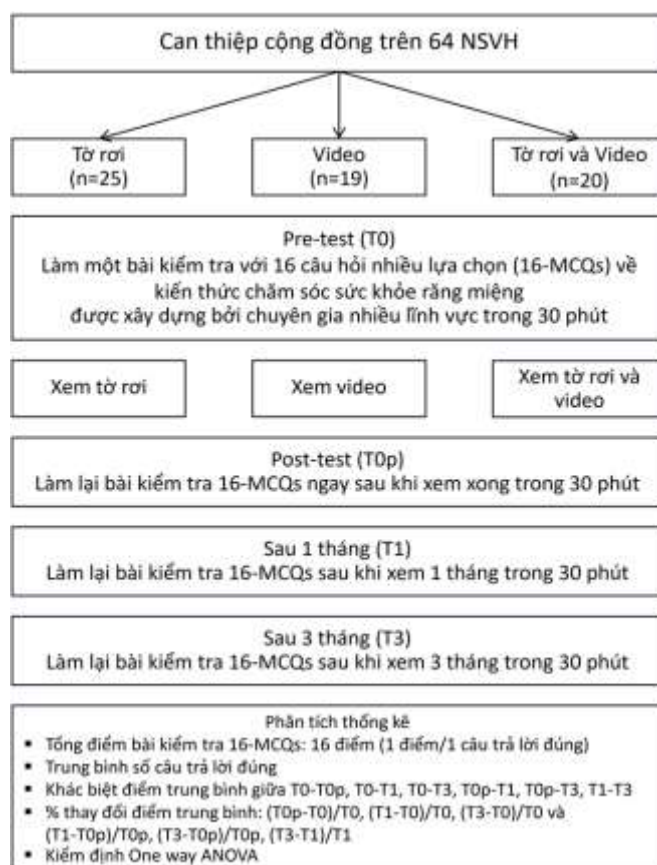 Can thiệp cộng đồng trên 64 NSVH
Tờ rơi
(n=25)
Video
(n=19)
Tờ rơi và Video
(n=20)
Pre-test (T0)
Làm một bài kiểm tra với 16 câu hỏi nhiều lựa chọn (16-MCQs) về
kiến thức chăm sóc sức khỏe răng miệng
được xây dựng bởi chuyên gia nhiều lĩnh vực trong 30 phút
Xem tờ rơi
Xem video
Xem tờ rơi và
video
Post-test (T0p)
Làm lại bài kiểm tra 16-MCQs ngay sau khi xem xong trong 30 phút
Sau 1 tháng (T1)
Làm lại bài kiểm tra 16-MCQs sau khi xem 1 tháng trong 30 phút
Sau 3 tháng (T3)
Làm lại bài kiểm tra 16-MCQs sau khi xem 3 tháng trong 30 phút
Phân tích thống kê
▪ Tổng điểm bài kiểm tra 16-MCQs: 16 điểm (1 điểm/1 câu trả lời đúng)
▪ Trung bình số câu trả lời đúng
▪ Khác biệt điểm trung bình giữa T0-T0p, T0-T1, T0-T3, T0p-T1, T0p-T3, T1-T3
▪ % thay đổi điểm trung bình: (T0p-T0)/T0, (T1-T0)/T0, (T3-T0)/T0 và
(T1-T0p)/T0p, (T3-T0p)/T0p, (T3-T1)/T1
▪ Kiểm định One way ANOVA